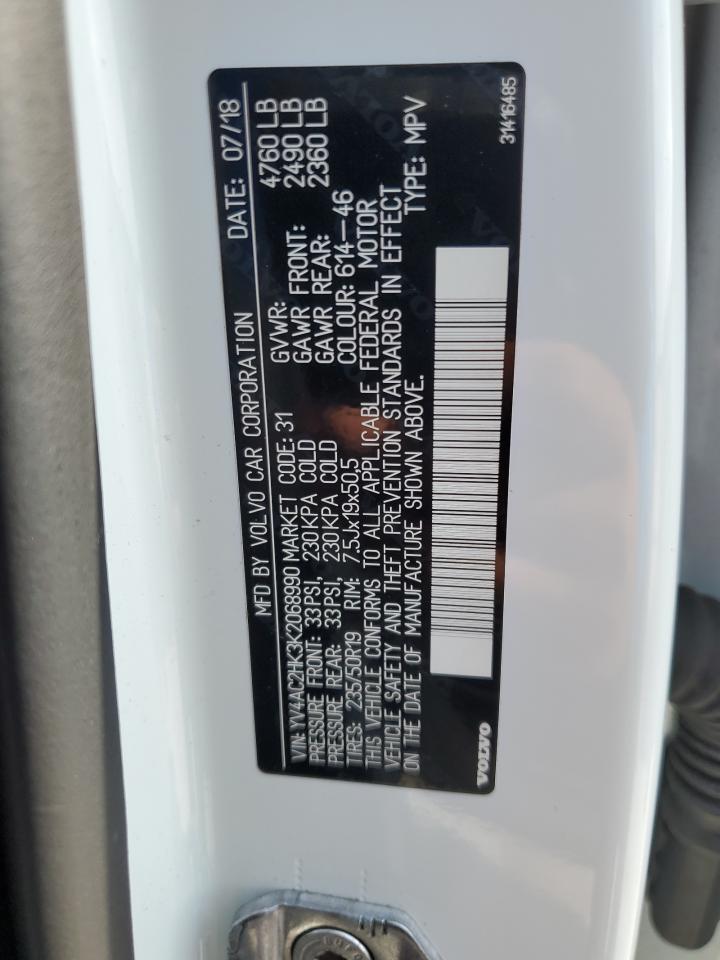 MFD BY VOLVO CAR CORPORATION DATE: 07/18
VIN: YV4AC2HK3K2068990 MARKET CODE: 31 GVWR: 4760 LB
PRESSURE FRONT: 33PSI, 230KPA COLD GAWR FRONT: 2490 LB
PRESSURE REAR: 33PSI, 230KPA COLD GAWR REAR: 2360 LB
TIRES: 235/50R19 RIM: 7.5Jx19x50,5 COLOUR: 614-46
THIS VEHICLE CONFORMS TO ALL APPLICABLE FEDERAL MOTOR
VEHICLE SAFETY AND THEFT PREVENTION STANDARDS IN EFFECT
ON THE DATE OF MANUFACTURE SHOWN ABOVE. TYPE: MPV
VOLVO 31416485